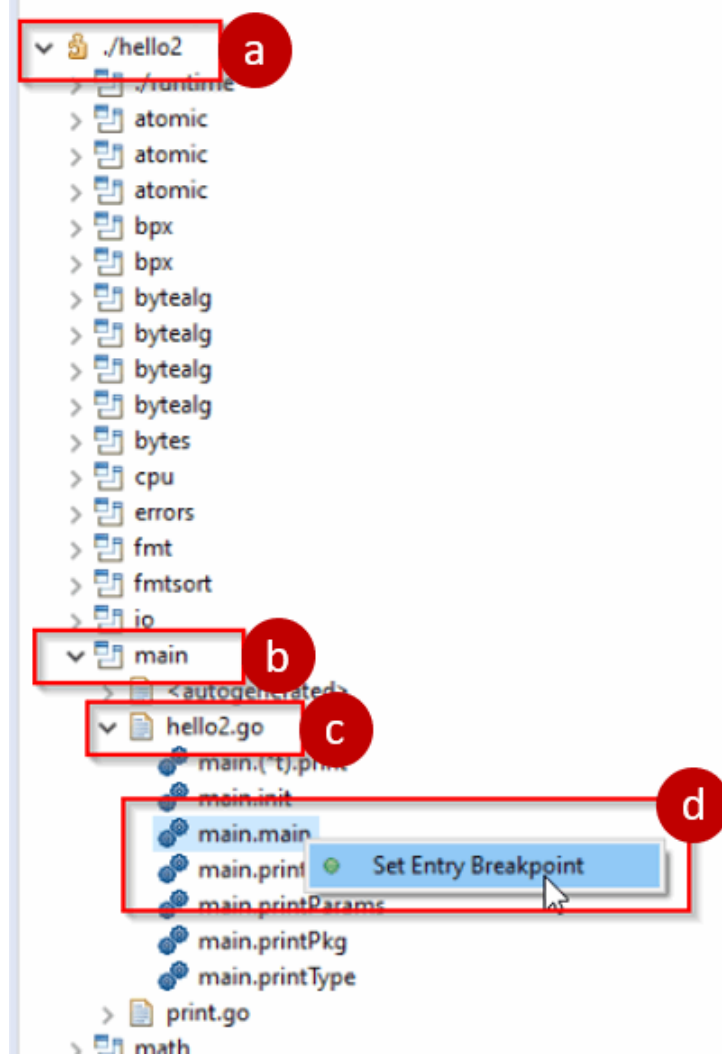 ./hello2
a
./runtime
atomic
atomic
atomic
bpx
bpx
bytealg
bytealg
bytealg
bytealg
bytes
cpu
errors
fmt
fmtsort
io
main
b
<autogenerated>
hello2.go
c
main.(*t).print
main.init
d
main.main
main.print
Set Entry Breakpoint
main.printParams
main.printPkg
main.printType
print.go
math